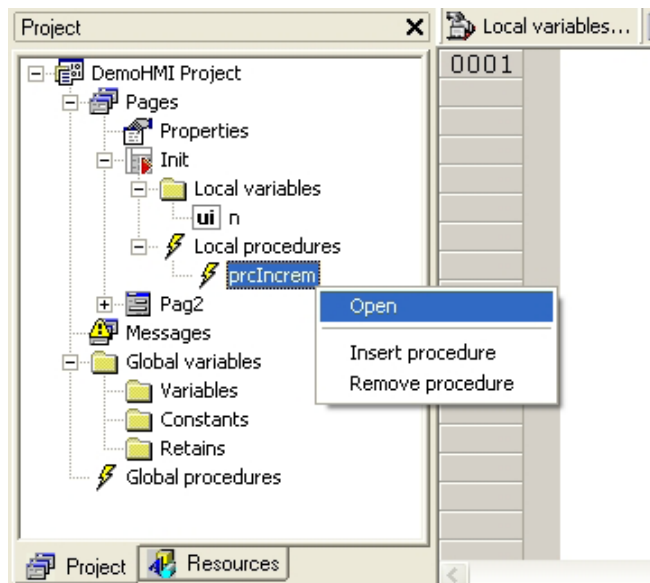 Project
Local variables...
0001
DemoHMI Project
Pages
Properties
Init
Local variables
ui n
Local procedures
prcIncrem
Pag2
Open
Messages
Insert procedure
Global variables
Remove procedure
Variables
Constants
Retains
Global procedures
Project
Resources